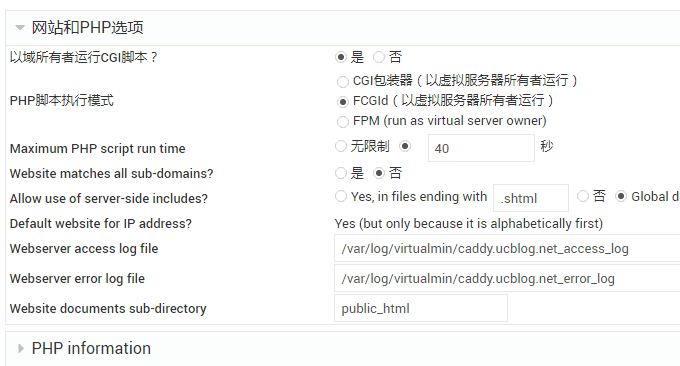 网站和PHP选项
以域所有者运行CGI脚本？ 是 否
CGI包装器（以虚拟服务器所有者运行）
PHP脚本执行模式 FCGId（以虚拟服务器所有者运行）
FPM (run as virtual server owner)
Maximum PHP script run time 无限制 40 秒
Website matches all sub-domains? 是 否
Allow use of server-side includes? Yes, in files ending with .shtml 否 Global d
Default website for IP address? Yes (but only because it is alphabetically first)
Webserver access log file /var/log/virtualmin/caddy.ucblog.net_access_log
Webserver error log file /var/log/virtualmin/caddy.ucblog.net_error_log
Website documents sub-directory public_html
PHP information